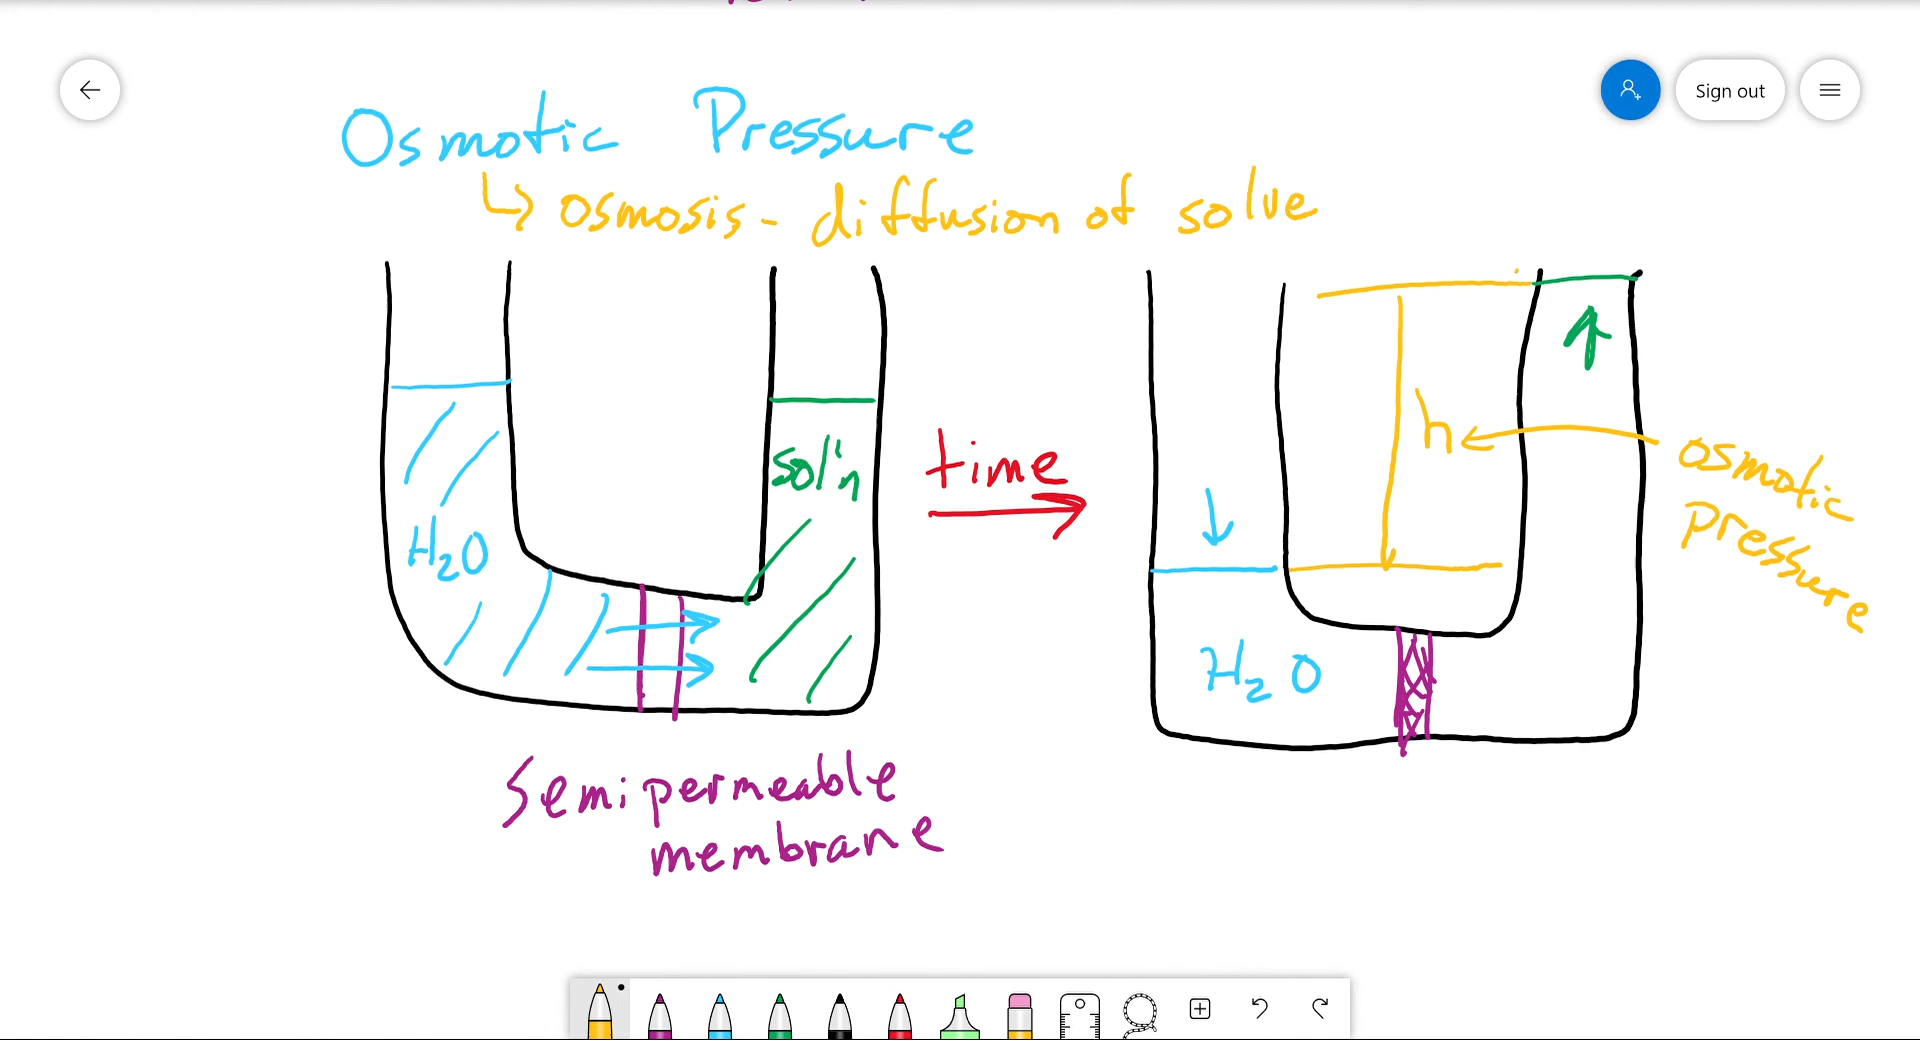 Sign out
Osmotic Pressure
↳ osmosis - diffusion of solve
sol'n
time
h
osmotic
pressure
H₂O
H₂O
Semipermeable
membrane